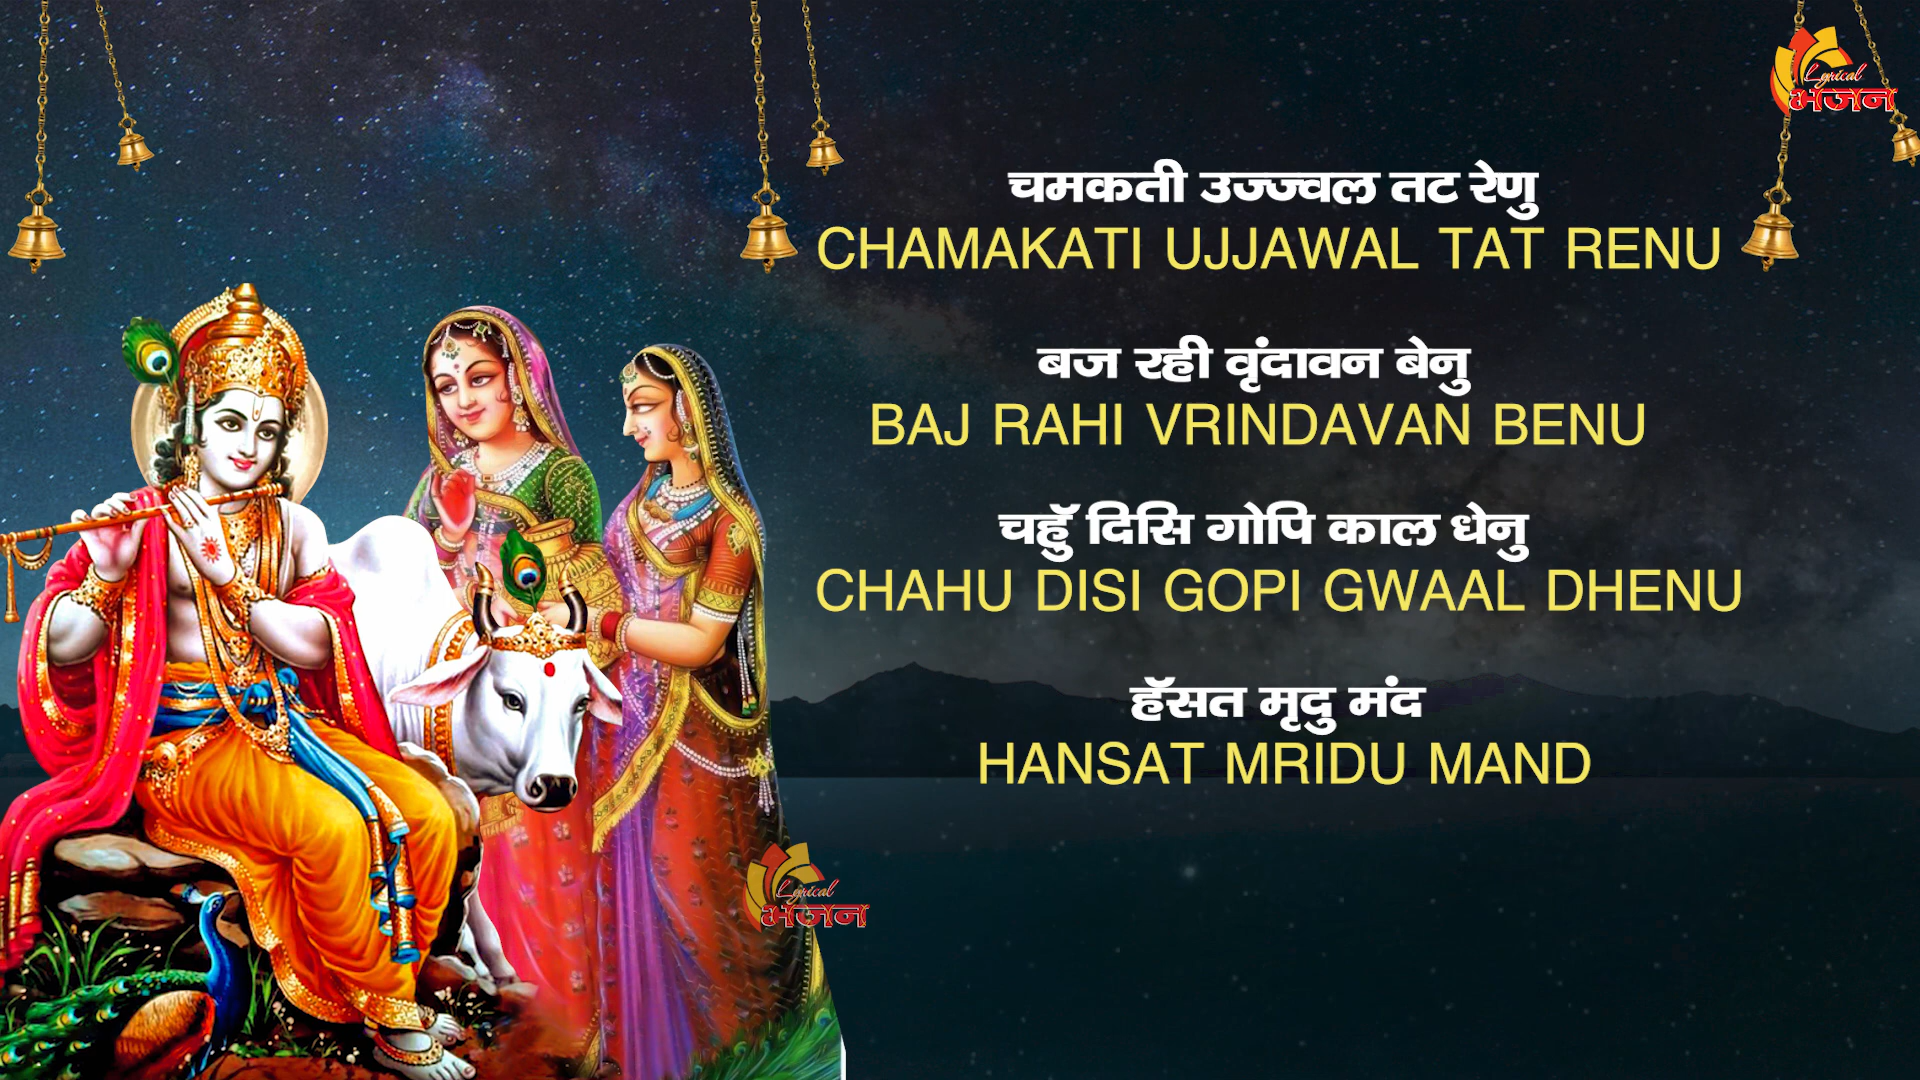 Lyrical
भजन
चमकती उज्ज्वल तट रेणु
CHAMAKATI UJJAWAL TAT RENU
बज रही वृंदावन बेनु
BAJ RAHI VRINDAVAN BENU
चहुॅ दिसि गोपि काल धेनु
CHAHU DISI GOPI GWAAL DHENU
हॅसत मृदु मंद
HANSAT MRIDU MAND
Lyrical
भजन